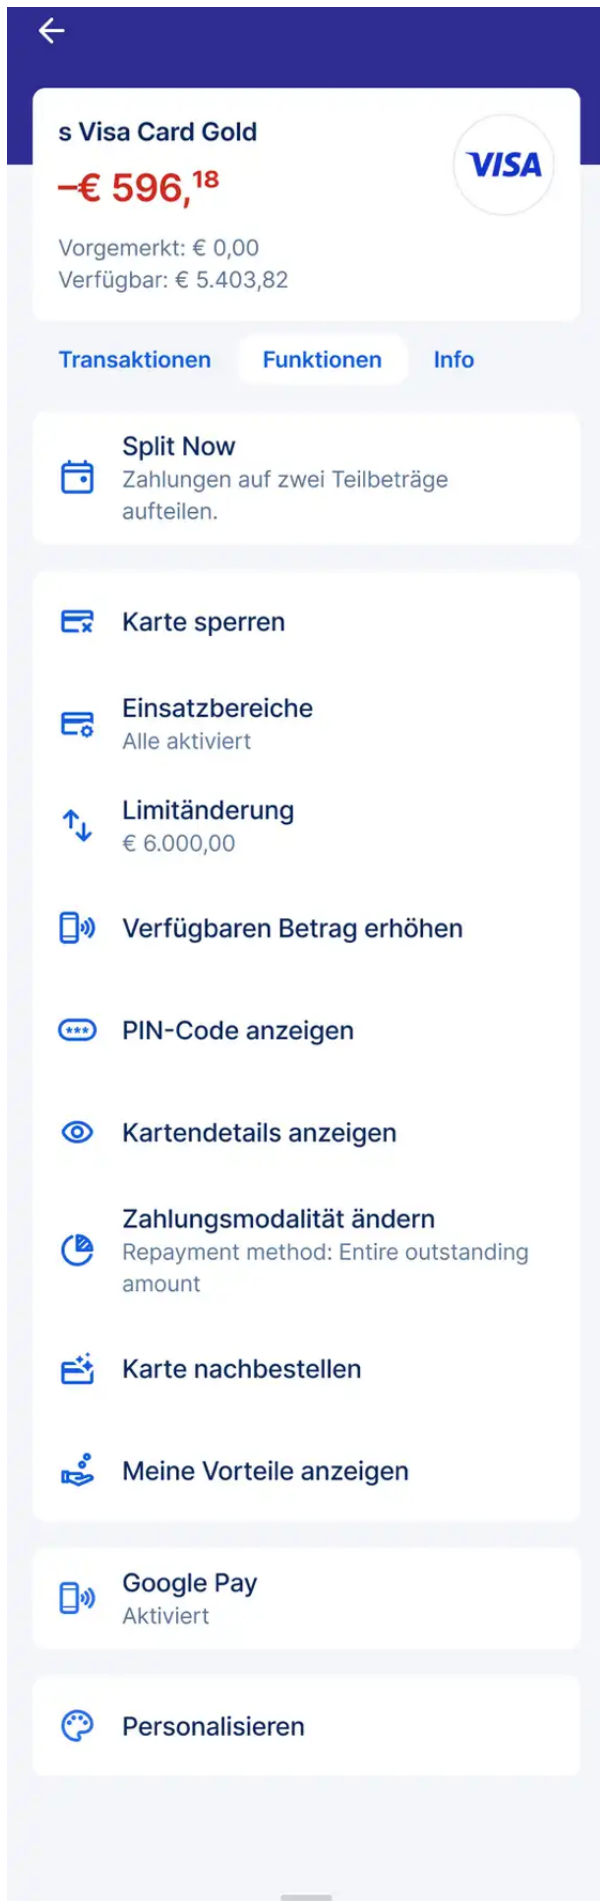 s Visa Card Gold
–€ 596,18
VISA
Vorgemerkt: € 0,00
Verfügbar: € 5.403,82
Transaktionen Funktionen Info
Split Now
Zahlungen auf zwei Teilbeträge
aufteilen.
Karte sperren
Einsatzbereiche
Alle aktiviert
Limitänderung
€ 6.000,00
Verfügbaren Betrag erhöhen
PIN-Code anzeigen
Kartendetails anzeigen
Zahlungsmodalität ändern
Repayment method: Entire outstanding
amount
Karte nachbestellen
Meine Vorteile anzeigen
Google Pay
Aktiviert
Personalisieren